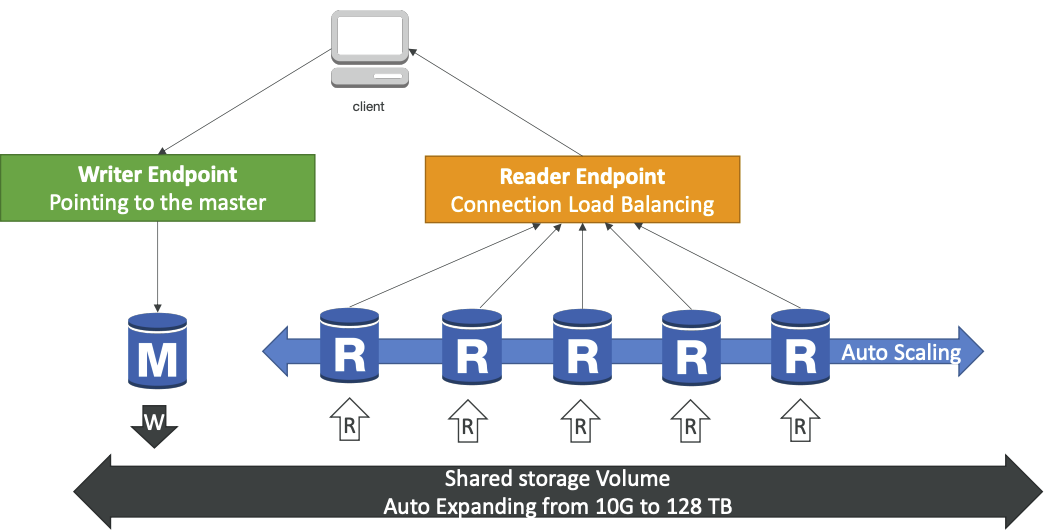 client
Writer Endpoint
Pointing to the master
Reader Endpoint
Connection Load Balancing
M
R
R
R
R
R
Auto Scaling
W
R
R
R
R
R
Shared storage Volume
Auto Expanding from 10G to 128 TB